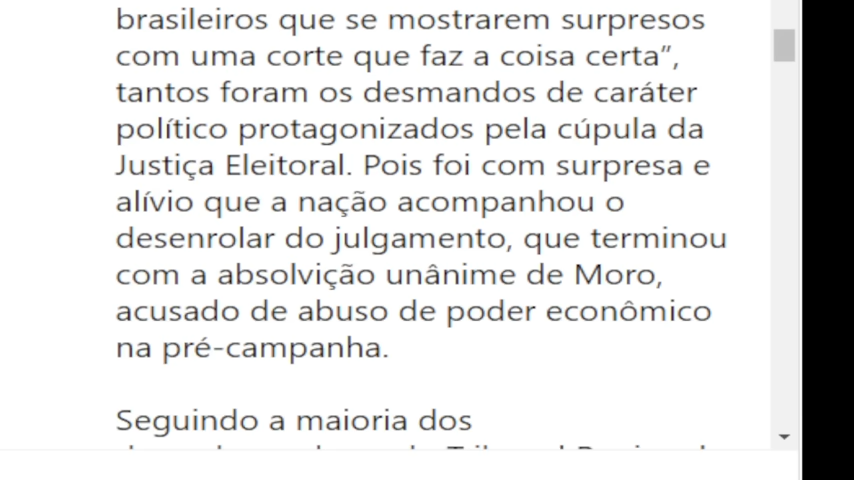 brasileiros que se mostrarem surpresos
com uma corte que faz a coisa certa”,
tantos foram os desmandos de caráter
político protagonizados pela cúpula da
Justiça Eleitoral. Pois foi com surpresa e
alívio que a nação acompanhou o
desenrolar do julgamento, que terminou
com a absolvição unânime de Moro,
acusado de abuso de poder econômico
na pré-campanha.
Seguindo a maioria dos